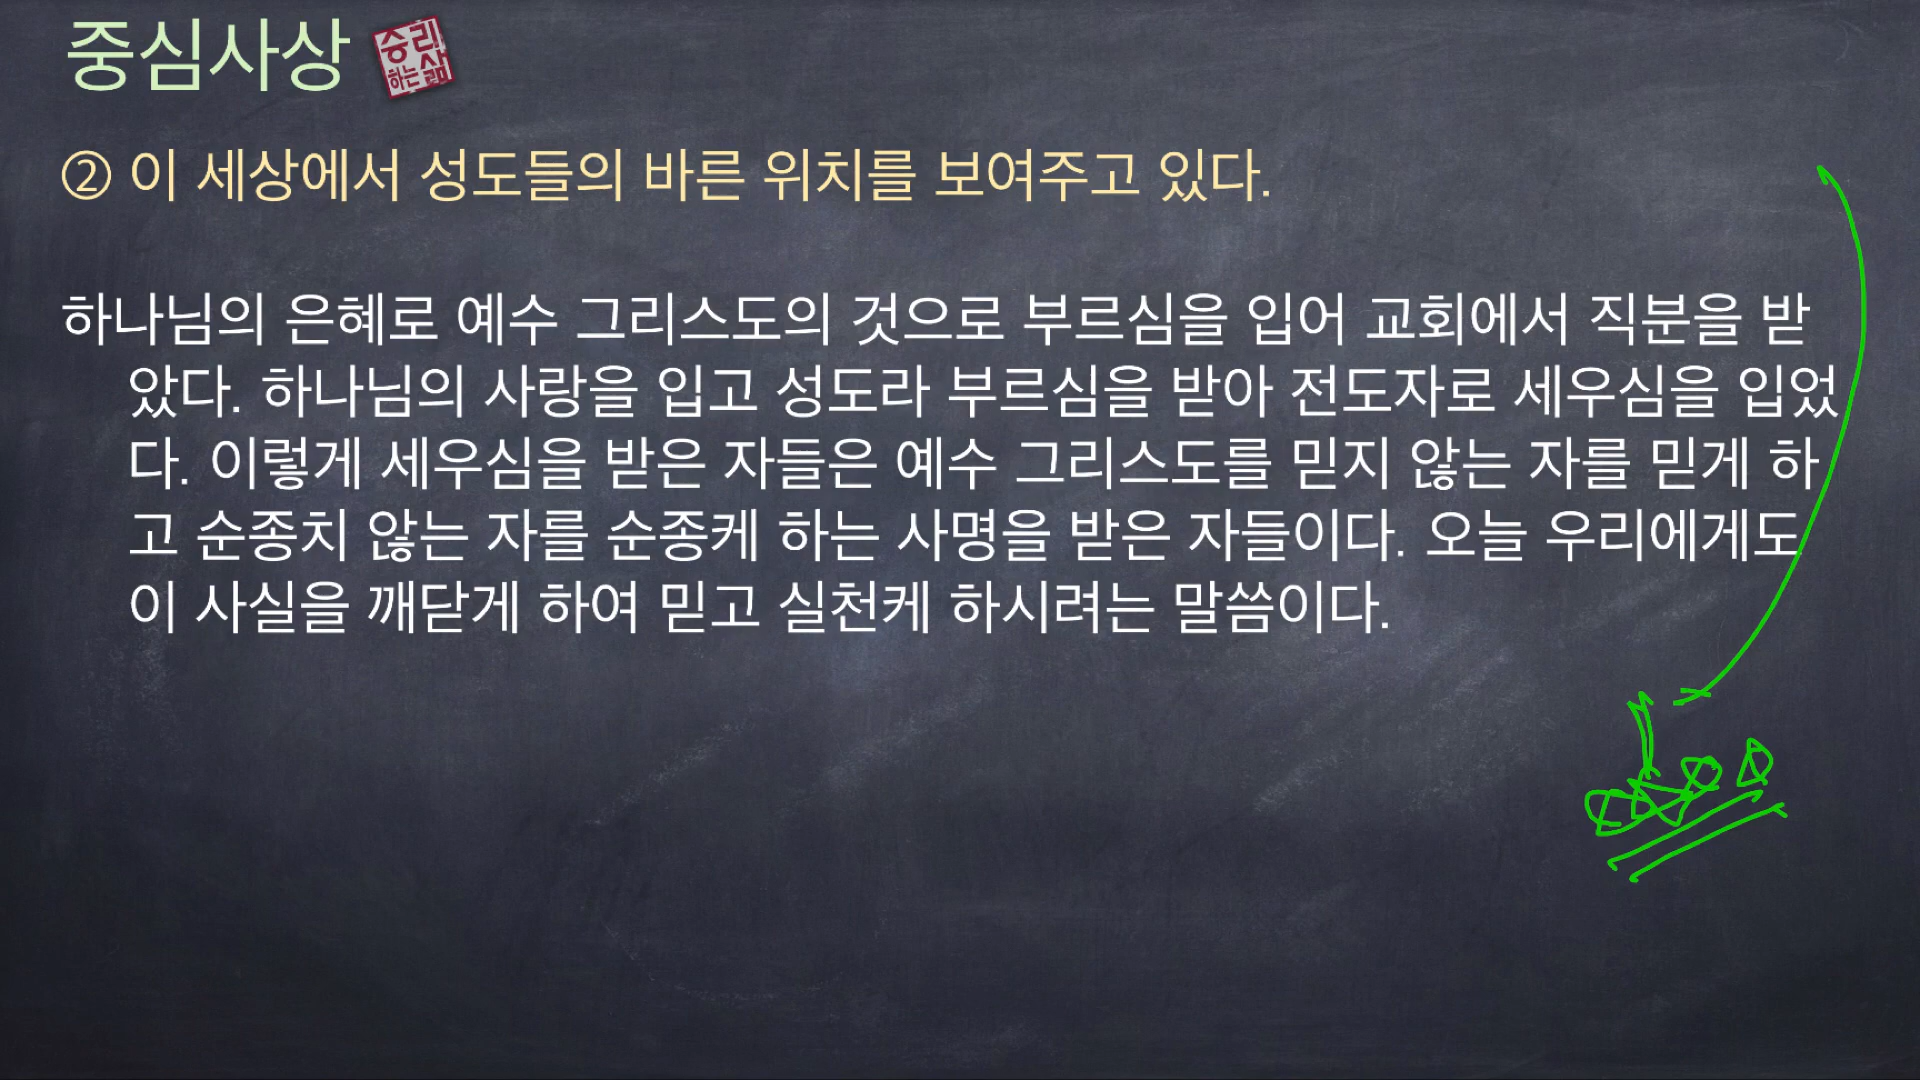 중심사상
승리
하는 삶
② 이 세상에서 성도들의 바른 위치를 보여주고 있다.
하나님의 은혜로 예수 그리스도의 것으로 부르심을 입어 교회에서 직분을 받
았다. 하나님의 사랑을 입고 성도라 부르심을 받아 전도자로 세우심을 입었
다. 이렇게 세우심을 받은 자들은 예수 그리스도를 믿지 않는 자를 믿게 하
고 순종치 않는 자를 순종케 하는 사명을 받은 자들이다. 오늘 우리에게도
이 사실을 깨닫게 하여 믿고 실천케 하시려는 말씀이다.